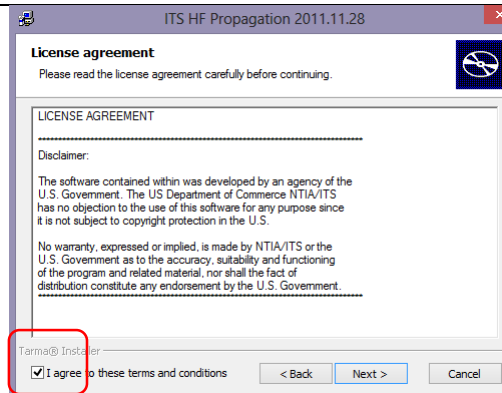 ITS HF Propagation 2011.11.28
License agreement
Please read the license agreement carefully before continuing.
LICENSE AGREEMENT
Disclaimer:
The software contained within was developed by an agency of the
U.S. Government. The US Department of Commerce NTIA/ITS
has no objection to the use of this software for any purpose since
it is not subject to copyright protection in the U.S.
No warranty, expressed or implied, is made by NTIA/ITS or the
U.S. Government as to the accuracy, suitability and functioning
of the program and related material, nor shall the fact of
distribution constitute any endorsement by the U.S. Government.
Tarma® Installer
I agree to these terms and conditions
< Back Next > Cancel